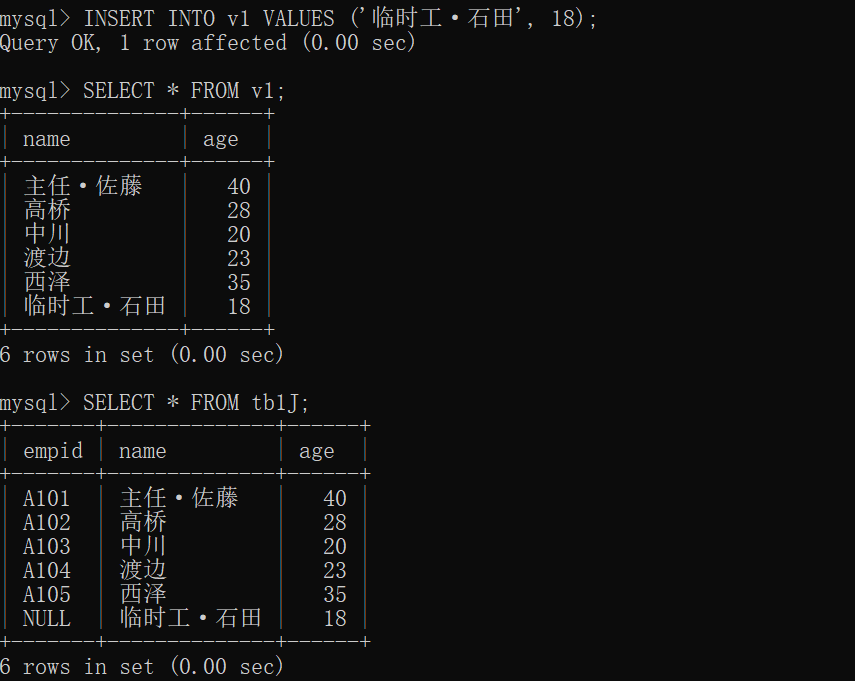 mysql> INSERT INTO v1 VALUES ('临时工·石田', 18);
Query OK, 1 row affected (0.00 sec)

mysql> SELECT * FROM v1;
+-------------+------+
| name        | age  |
+-------------+------+
| 主任·佐藤 | 40 |
| 高桥 | 28 |
| 中川 | 20 |
| 渡边 | 23 |
| 西泽 | 35 |
| 临时工·石田 | 18 |
+-------------+------+
6 rows in set (0.00 sec)

mysql> SELECT * FROM tb1J;
+-------+--------------+------+
| empid | name | age |
+-------+--------------+------+
| A101 | 主任·佐藤 | 40 |
| A102 | 高桥 | 28 |
| A103 | 中川 | 20 |
| A104 | 渡边 | 23 |
| A105 | 西泽 | 35 |
| NULL | 临时工·石田 | 18 |
+-------+--------------+------+
6 rows in set (0.00 sec)